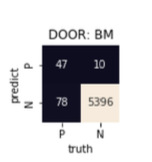 DOOR: BM
predict
P 47 10
N 78 5396
P N
truth